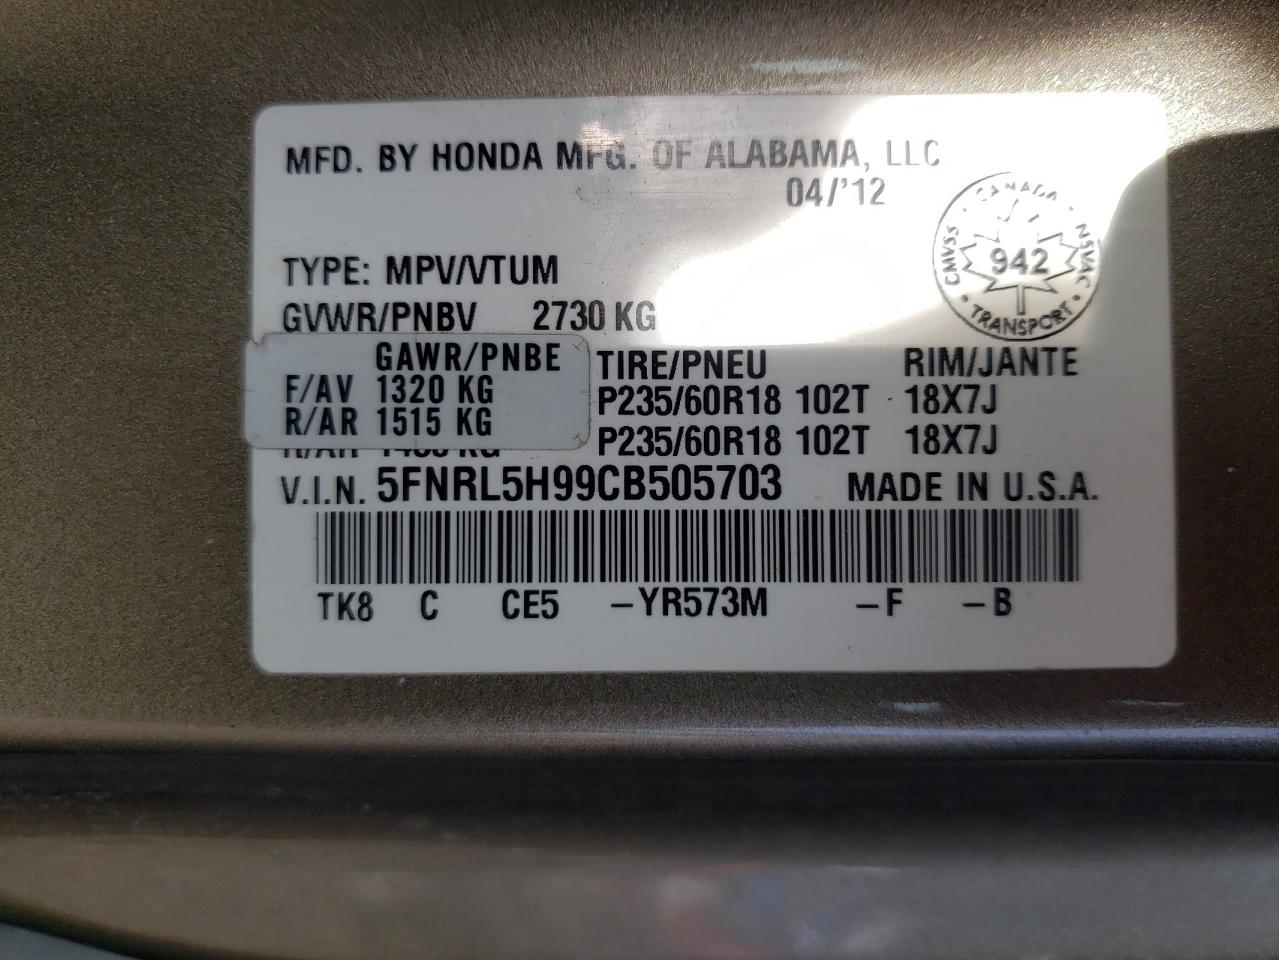 MFD. BY HONDA MFG. OF ALABAMA, LLC
04/'12
CANADA
CMVSS
NSVAC
942
TRANSPORT
TYPE: MPV/VTUM
GVWR/PNBV 2730 KG
GAWR/PNBE TIRE/PNEU RIM/JANTE
F/AV 1320 KG P235/60R18 102T 18X7J
R/AR 1515 KG P235/60R18 102T 18X7J
V.I.N. 5FNRL5H99CB505703 MADE IN U.S.A.
TK8 C CE5 -YR573M -F -B